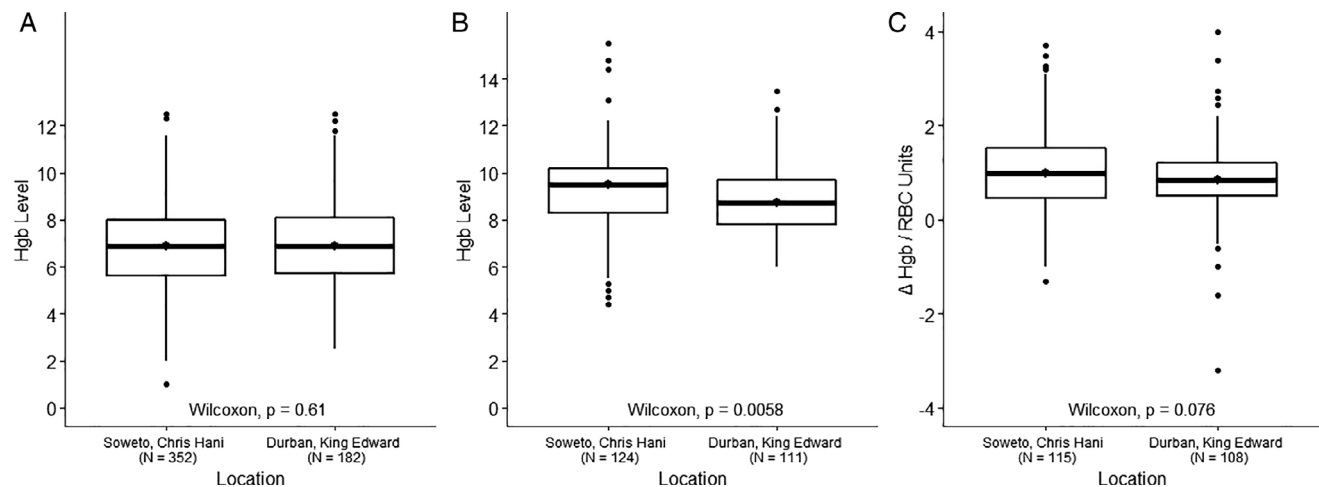 A
Hgb Level
12
10
8
6
4
2
0
Wilcoxon, p = 0.61
Soweto, Chris Hani
(N = 352)
Durban, King Edward
(N = 182)
Location
B
Hgb Level
14
12
10
8
6
4
2
0
Wilcoxon, p = 0.0058
Soweto, Chris Hani
(N = 124)
Durban, King Edward
(N = 111)
Location
C
Δ Hgb / RBC Units
4
2
0
-2
-4
Wilcoxon, p = 0.076
Soweto, Chris Hani
(N = 115)
Durban, King Edward
(N = 108)
Location